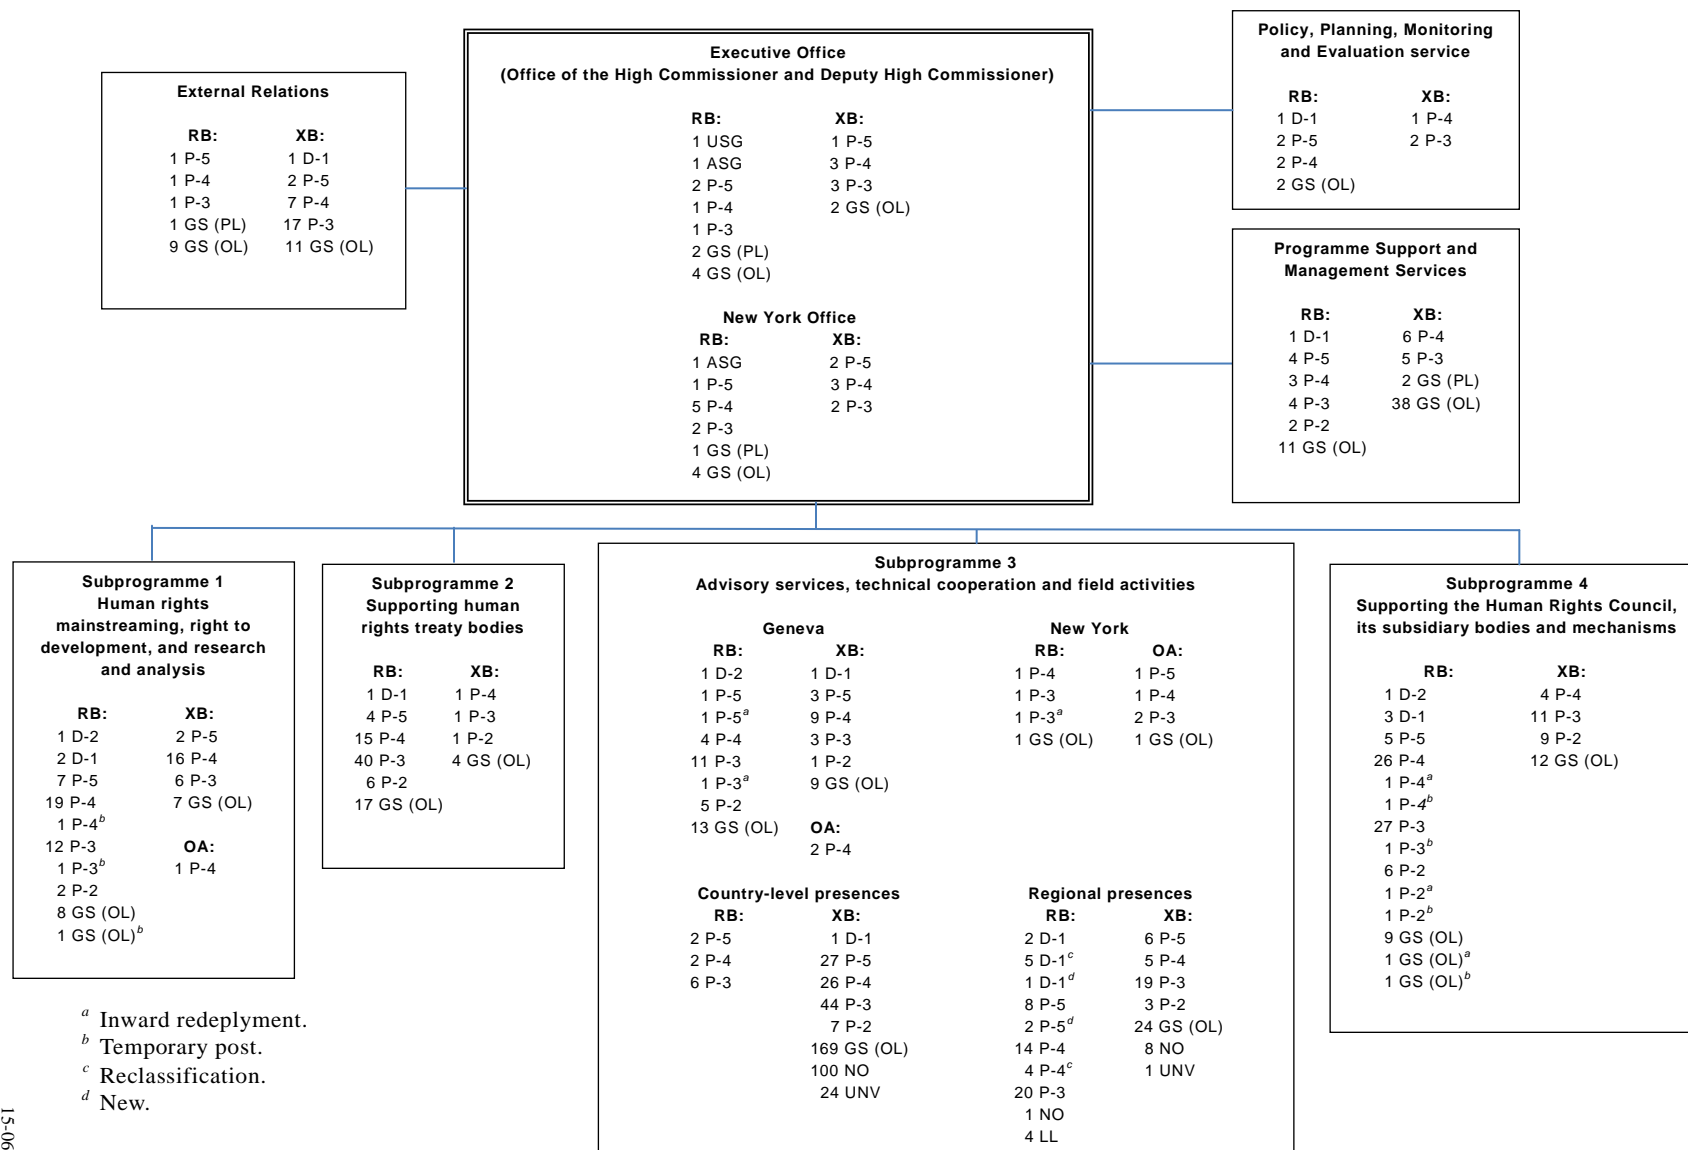 External Relations
RB: XB:
1 P-5 1 D-1
1 P-4 2 P-5
1 P-3 7 P-4
1 GS (PL) 17 P-3
9 GS (OL) 11 GS (OL)
Executive Office
(Office of the High Commissioner and Deputy High Commissioner)
RB: XB:
1 USG 1 P-5
1 ASG 3 P-4
2 P-5 3 P-3
1 P-4 2 GS (OL)
1 P-3
2 GS (PL)
4 GS (OL)
New York Office
RB: XB:
1 ASG 2 P-5
1 P-5 3 P-4
5 P-4 2 P-3
2 P-3
1 GS (PL)
4 GS (OL)
Policy, Planning, Monitoring
and Evaluation service
RB: XB:
1 D-1 1 P-4
2 P-5 2 P-3
2 P-4
2 GS (OL)
Programme Support and
Management Services
RB: XB:
1 D-1 6 P-4
4 P-5 5 P-3
3 P-4 2 GS (PL)
4 P-3 38 GS (OL)
2 P-2
11 GS (OL)
Subprogramme 1
Human rights
mainstreaming, right to
development, and research
and analysis
RB: XB:
1 D-2 2 P-5
2 D-1 16 P-4
7 P-5 6 P-3
19 P-4 7 GS (OL)
1 P-4b
12 P-3 OA:
1 P-3b 1 P-4
2 P-2
8 GS (OL)
1 GS (OL)b
Subprogramme 2
Supporting human
rights treaty bodies
RB: XB:
1 D-1 1 P-4
4 P-5 1 P-3
15 P-4 1 P-2
40 P-3 4 GS (OL)
6 P-2
17 GS (OL)
Subprogramme 3
Advisory services, technical cooperation and field activities
Geneva
RB: XB:
1 D-2 1 D-1
1 P-5 3 P-5
1 P-5a 9 P-4
4 P-4 3 P-3
11 P-3 1 P-2
1 P-3a 9 GS (OL)
5 P-2
13 GS (OL) OA:
2 P-4
New York
RB: OA:
1 P-4 1 P-5
1 P-3 1 P-4
1 P-3a 2 P-3
1 GS (OL) 1 GS (OL)
Country-level presences
RB: XB:
2 P-5 1 D-1
2 P-4 27 P-5
6 P-3 26 P-4
44 P-3
7 P-2
169 GS (OL)
100 NO
24 UNV
Regional presences
RB: XB:
2 D-1 6 P-5
5 D-1c 5 P-4
1 D-1d 19 P-3
8 P-5 3 P-2
2 P-5d 24 GS (OL)
14 P-4 8 NO
4 P-4c 1 UNV
20 P-3
1 NO
4 LL
Subprogramme 4
Supporting the Human Rights Council,
its subsidiary bodies and mechanisms
RB: XB:
1 D-2 4 P-4
3 D-1 11 P-3
5 P-5 9 P-2
26 P-4 12 GS (OL)
1 P-4a
1 P-4b
27 P-3
1 P-3b
6 P-2
1 P-2a
1 P-2b
9 GS (OL)
1 GS (OL)a
1 GS (OL)b
a Inward redeplyment.
b Temporary post.
c Reclassification.
d New.
15-06